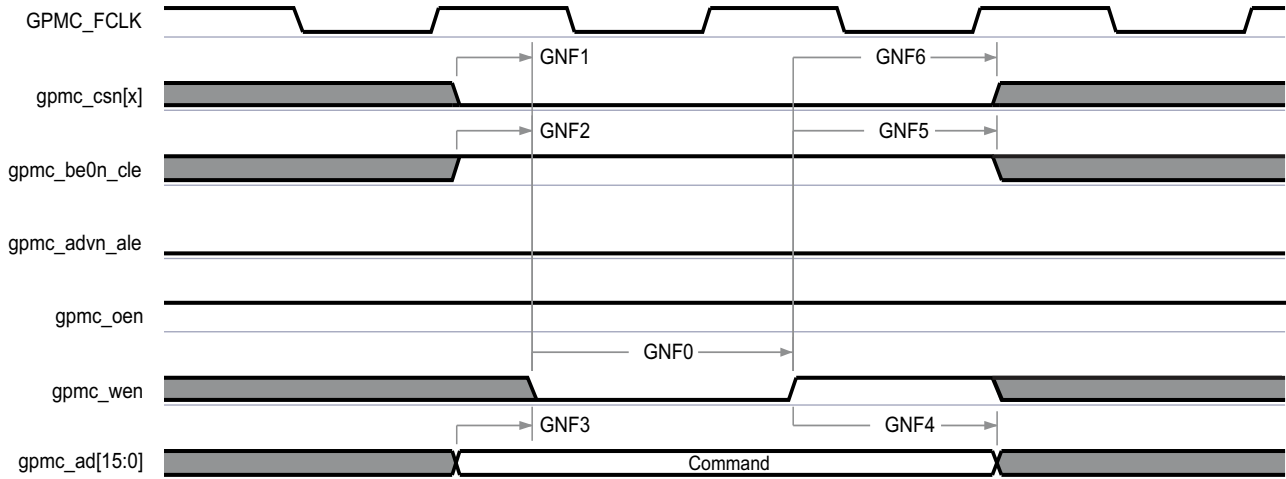 GPMC_FCLK
GNF1
GNF6
gpmc_csn[x]
GNF2
GNF5
gpmc_be0n_cle
gpmc_advn_ale
gpmc_oen
GNF0
gpmc_wen
GNF3
GNF4
gpmc_ad[15:0]
Command